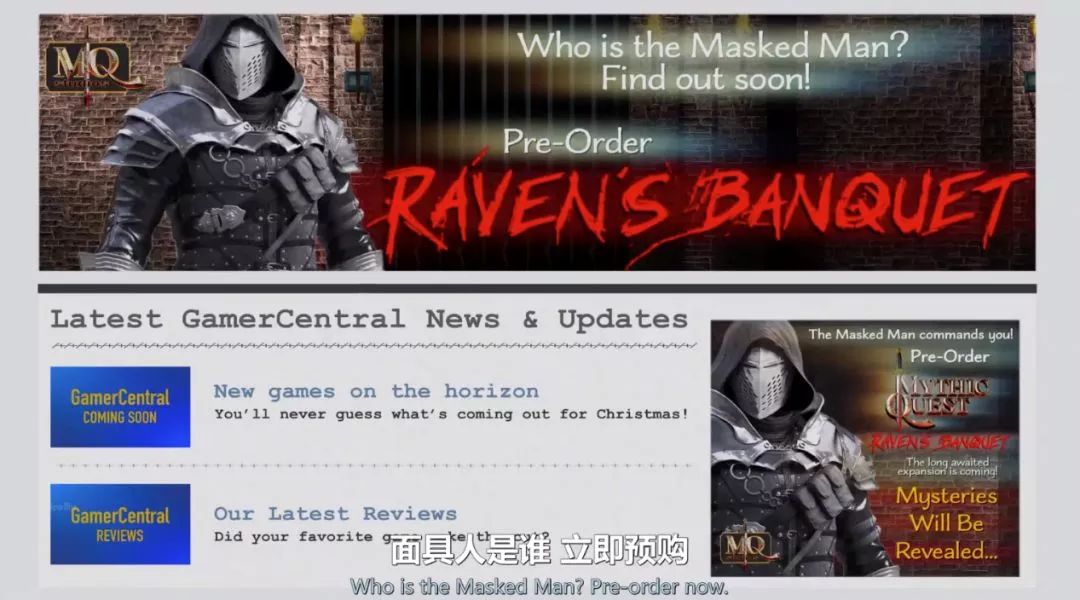 MQ
Who is the Masked Man?
Find out soon!
Pre-Order
RAVEN'S BANQUET
Latest GamerCentral News & Updates
GamerCentral
COMING SOON
New games on the horizon
You'll never guess what's coming out for Christmas!
GamerCentral
REVIEWS
Our Latest Reviews
Did your favorite game
The Masked Man commands you!
Pre-Order
MYTHIC
QUEST
RAVEN'S BANQUET
The long awaited
expansion is coming!
Mysteries
Will Be
Revealed...
MQ
面具人是谁 立即预购
Who is the Masked Man? Pre-order now.